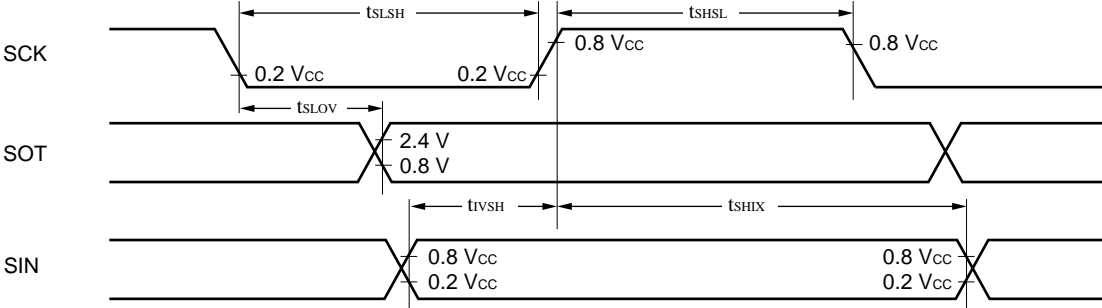 tSLSH
tSHSL
SCK
0.8 VCC
0.8 VCC
0.2 VCC
0.2 VCC
tSLOV
SOT
2.4 V
0.8 V
tIVSH
tSHIX
SIN
0.8 VCC
0.8 VCC
0.2 VCC
0.2 VCC